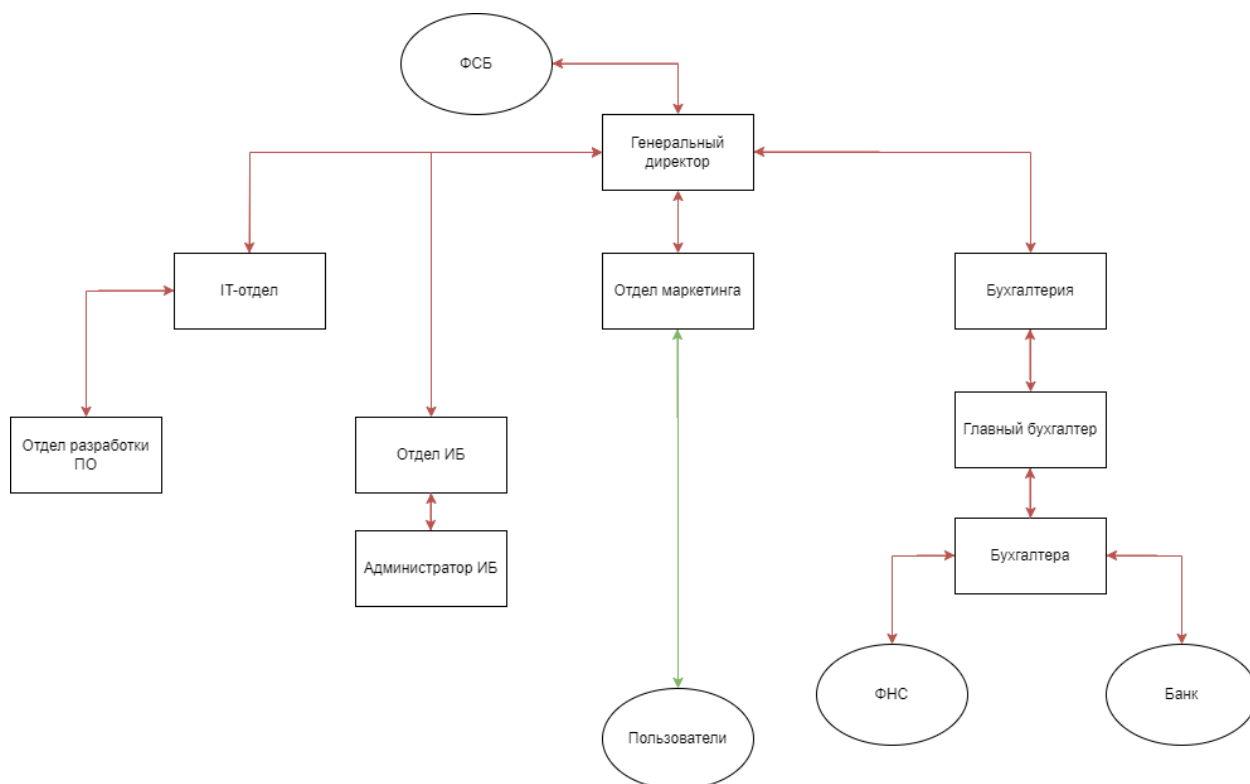 ФСБ
Генеральный
директор
IT-отдел
Отдел маркетинга
Бухгалтерия
Отдел разработки
ПО
Отдел ИБ
Главный бухгалтер
Администратор ИБ
Бухгалтера
ФНС
Банк
Пользователи